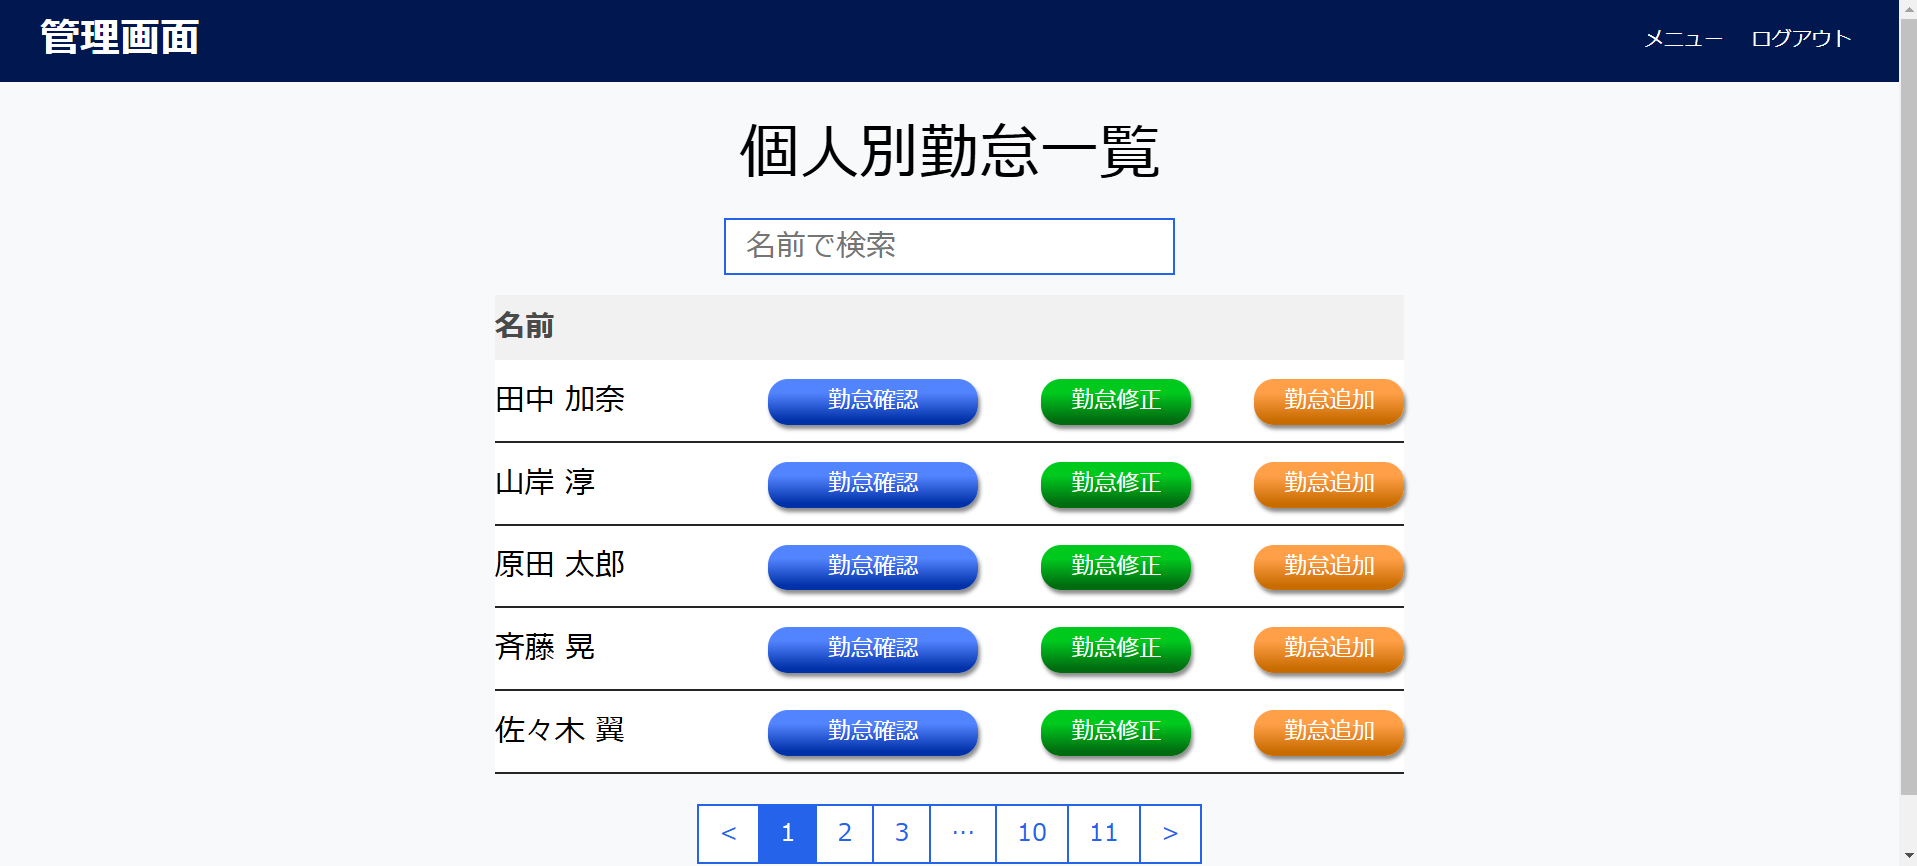 管理画面 メニュー ログアウト
個人別勤怠一覧
名前で検索
名前
田中 加奈 勤怠確認 勤怠修正 勤怠追加
山岸 淳 勤怠確認 勤怠修正 勤怠追加
原田 太郎 勤怠確認 勤怠修正 勤怠追加
斉藤 晃 勤怠確認 勤怠修正 勤怠追加
佐々木 翼 勤怠確認 勤怠修正 勤怠追加
< 1 2 3 … 10 11 >